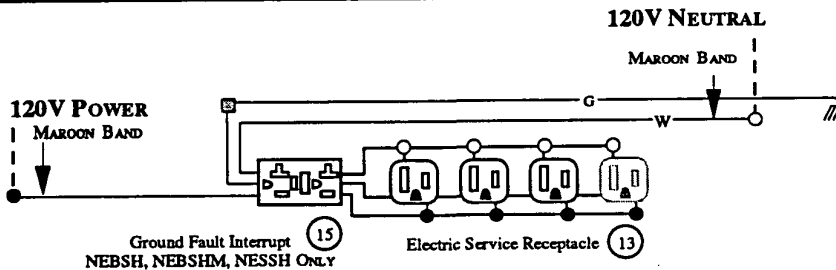 120V NEUTRAL
MAROON BAND
120V POWER
MAROON BAND
G
W
Ground Fault Interrupt 15
NEBSH, NEBSHM, NESSH ONLY
Electric Service Receptacle 13